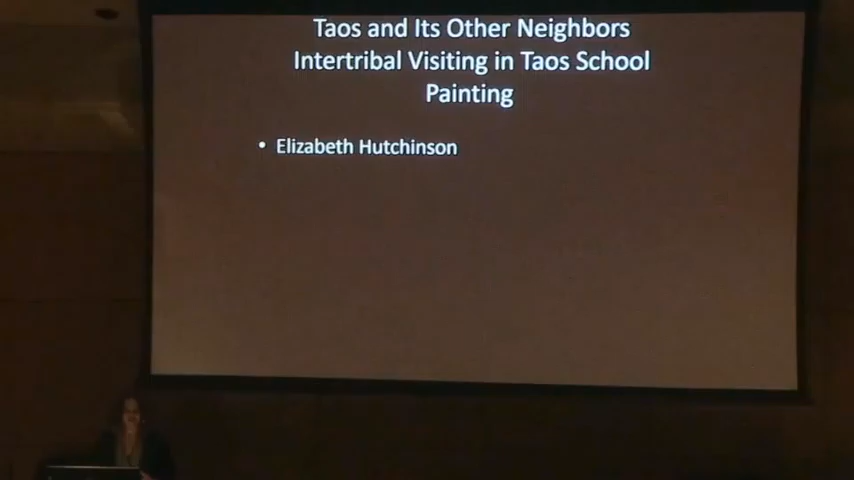 Taos and Its Other Neighbors
Intertribal Visiting in Taos School
Painting
• Elizabeth Hutchinson